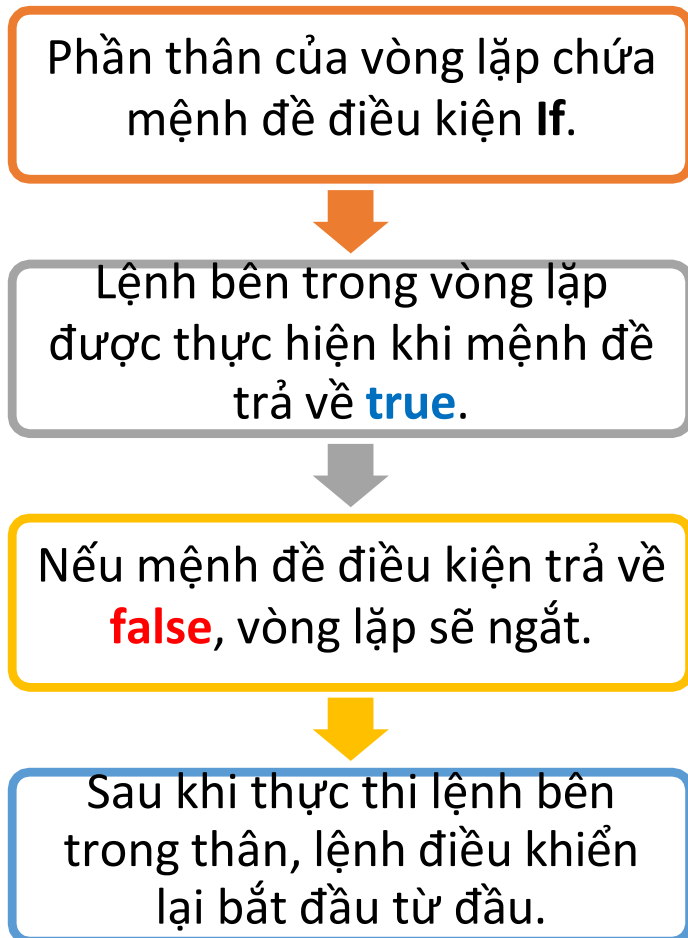 Phần thân của vòng lặp chứa
mệnh đề điều kiện If.
Lệnh bên trong vòng lặp
được thực hiện khi mệnh đề
trả về true.
Nếu mệnh đề điều kiện trả về
false, vòng lặp sẽ ngắt.
Sau khi thực thi lệnh bên
trong thân, lệnh điều khiển
lại bắt đầu từ đầu.